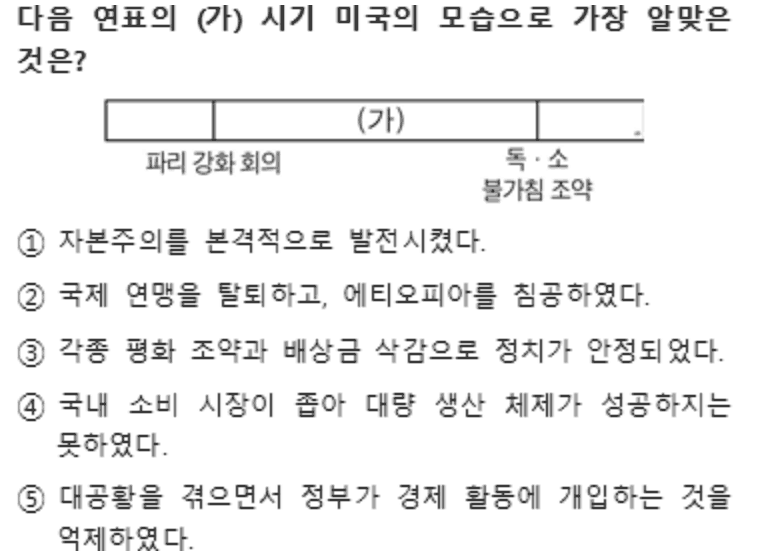 다음 연표의 (가) 시기 미국의 모습으로 가장 알맞은
것은?
(가)
파리 강화 회의
독·소
불가침 조약
① 자본주의를 본격적으로 발전시켰다.
② 국제 연맹을 탈퇴하고, 에티오피아를 침공하였다.
③ 각종 평화 조약과 배상금 삭감으로 정치가 안정되었다.
④ 국내 소비 시장이 좁아 대량 생산 체제가 성공하지는
못하였다.
⑤ 대공황을 겪으면서 정부가 경제 활동에 개입하는 것을
억제하였다.